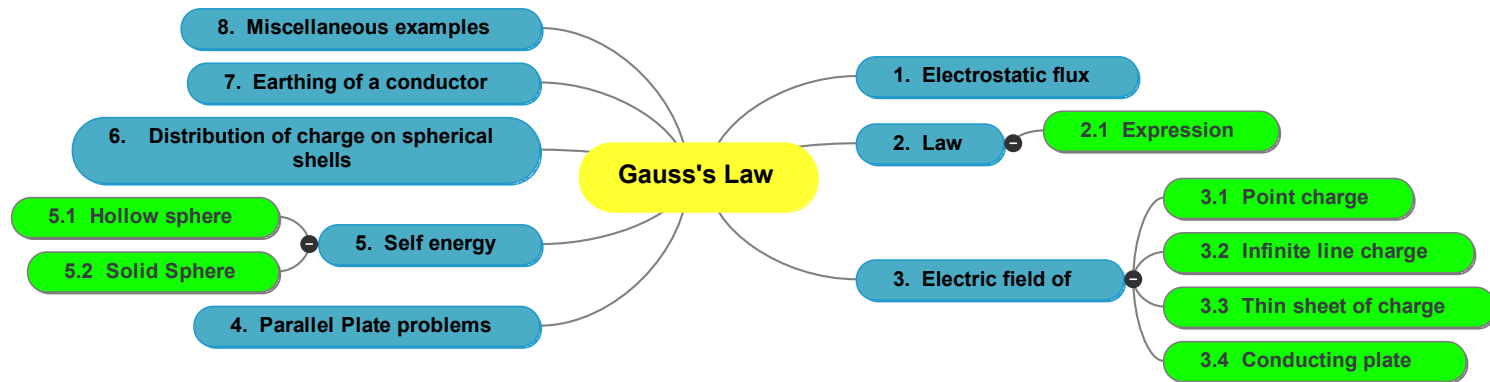 Gauss's Law
1. Electrostatic flux
2. Law
2.1 Expression
3. Electric field of
3.1 Point charge
3.2 Infinite line charge
3.3 Thin sheet of charge
3.4 Conducting plate
4. Parallel Plate problems
5. Self energy
5.1 Hollow sphere
5.2 Solid Sphere
6. Distribution of charge on spherical
shells
7. Earthing of a conductor
8. Miscellaneous examples